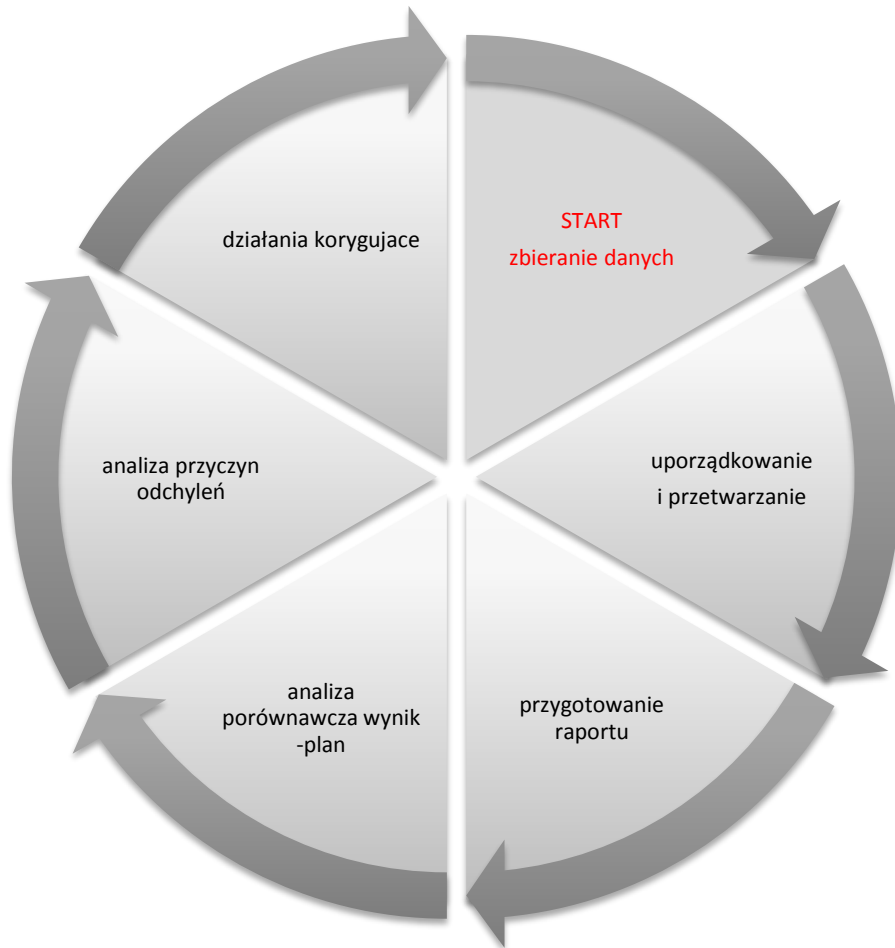 START
zbieranie danych
uporządkowanie
i przetwarzanie
przygotowanie
raportu
analiza
porównawcza wynik
-plan
analiza przyczyn
odchyleń
działania korygujace